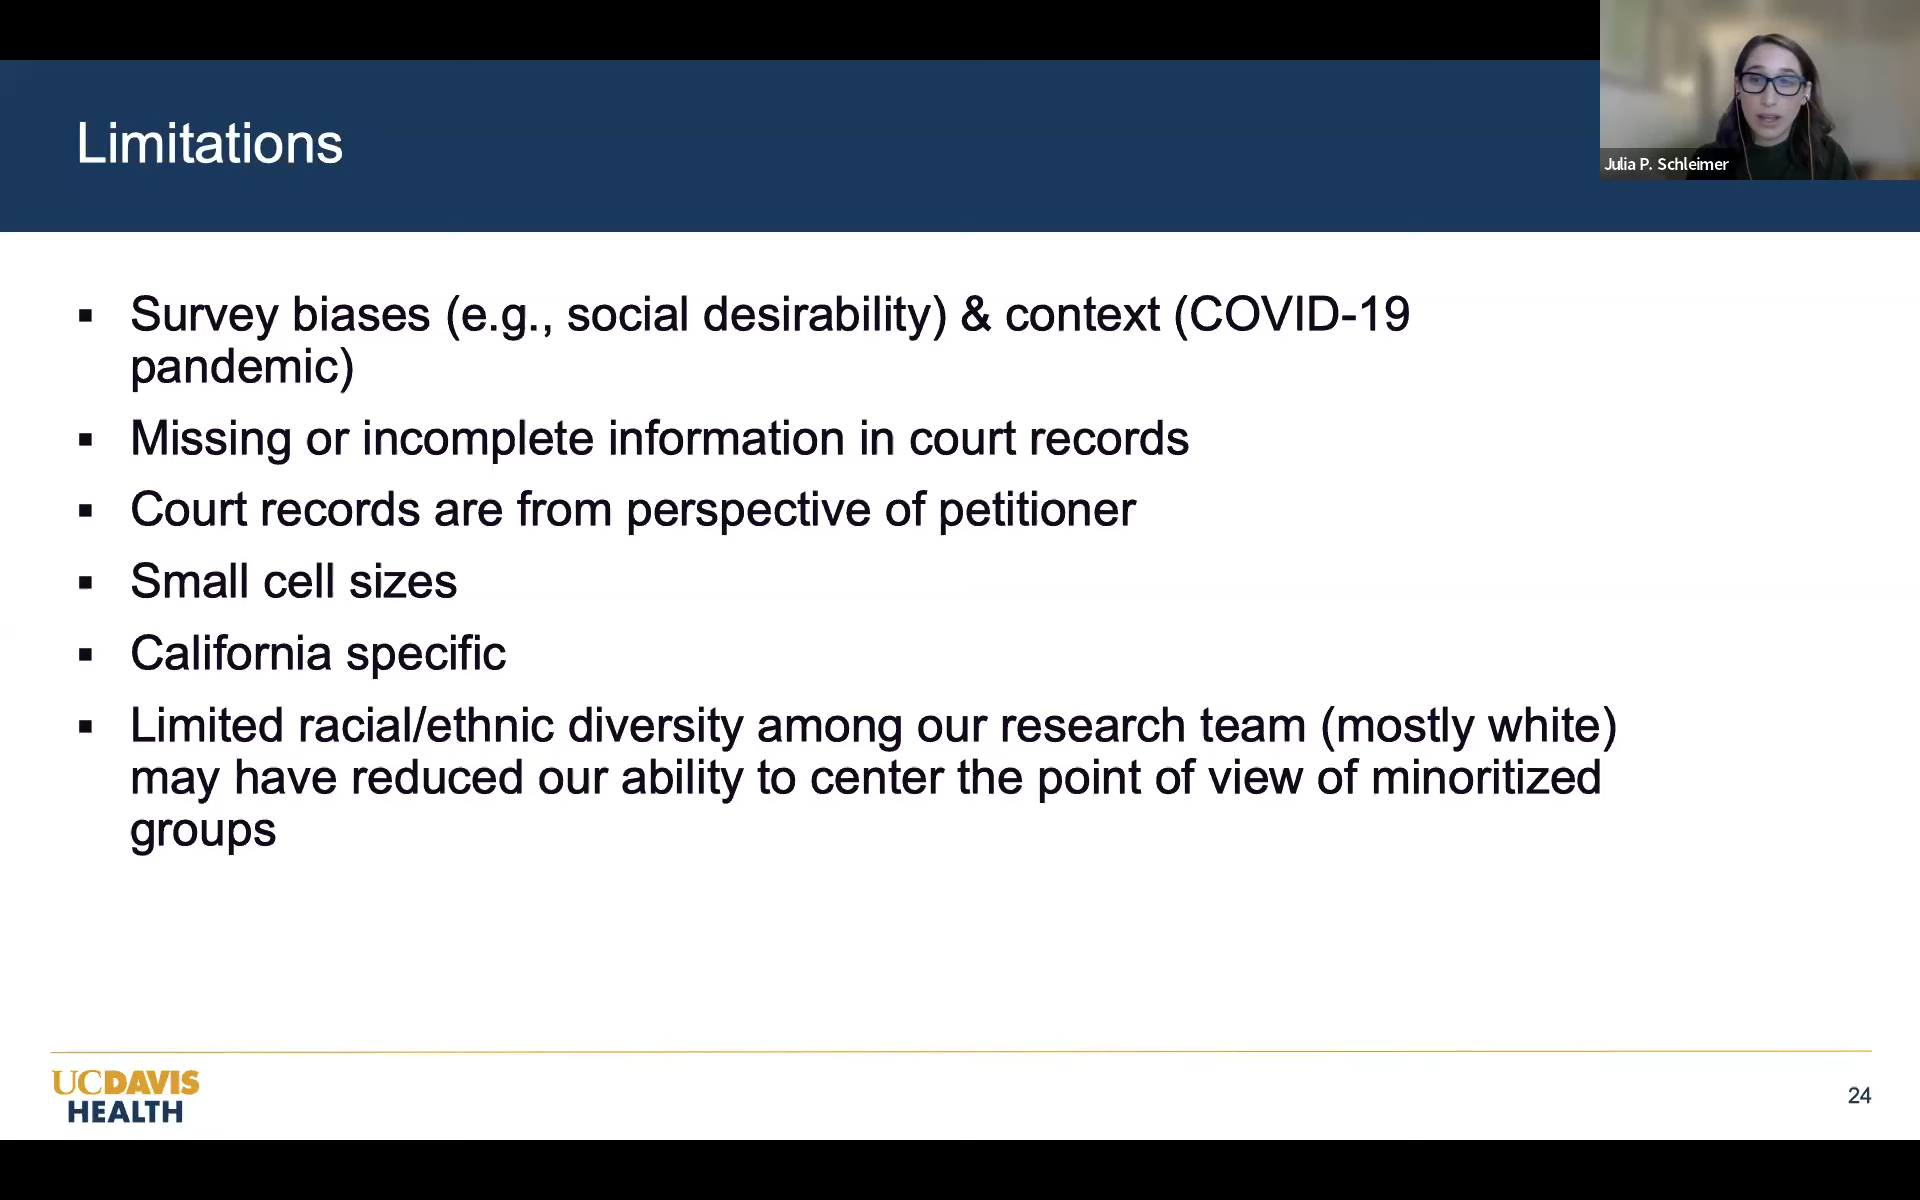 Limitations
Julia P. Schleimer
▪ Survey biases (e.g., social desirability) & context (COVID-19
pandemic)
▪ Missing or incomplete information in court records
▪ Court records are from perspective of petitioner
▪ Small cell sizes
▪ California specific
▪ Limited racial/ethnic diversity among our research team (mostly white)
may have reduced our ability to center the point of view of minoritized
groups
UCDAVIS
HEALTH
24